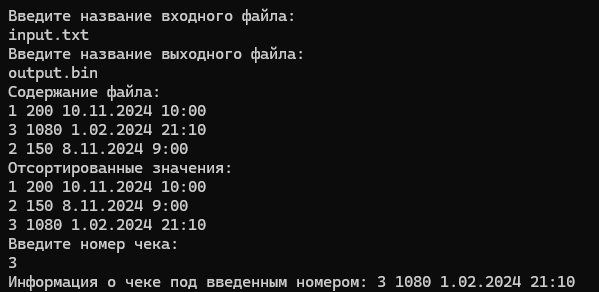 Введите название входного файла:
input.txt
Введите название выходного файла:
output.bin
Содержание файла:
1 200 10.11.2024 10:00
3 1080 1.02.2024 21:10
2 150 8.11.2024 9:00
Отсортированные значения:
1 200 10.11.2024 10:00
2 150 8.11.2024 9:00
3 1080 1.02.2024 21:10
Введите номер чека:
3
Информация о чеке под введенным номером: 3 1080 1.02.2024 21:10